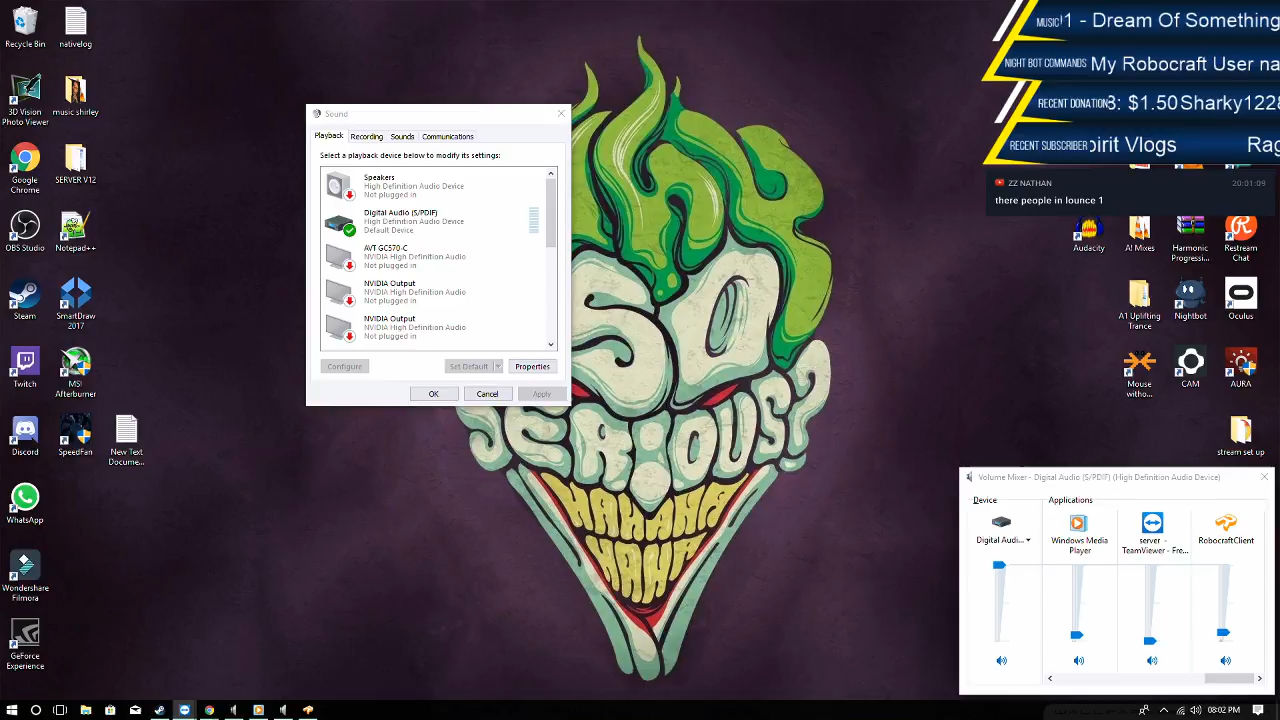 Recycle Bin
nativelog
3D Vision
Photo Viewer
music shirley
Google
Chrome
SERVER V12
OBS Studio
Notepad++
Steam
SmartDraw
2017
Twitch
MSI
Afterburner
Discord
SpeedFan
New Text
Docume...
WhatsApp
Wondershare
Filmora
GeForce
Experience
Sound
Playback
Recording
Sounds
Communications
Select a playback device below to modify its settings:
Speakers
High Definition Audio Device
Not plugged in
Digital Audio (S/PDIF)
High Definition Audio Device
Default Device
AVT GC570-C
NVIDIA High Definition Audio
Not plugged in
NVIDIA Output
NVIDIA High Definition Audio
Not plugged in
NVIDIA Output
NVIDIA High Definition Audio
Not plugged in
Configure
Set Default
Properties
OK
Cancel
Apply
SO
SERIOUS?
HAHAHA
HAHA
MUSIC
1 - Dream Of Something
NIGHT BOT COMMANDS
My Robocraft User na
RECENT DONATION
3: $1.50Sharky1228
RECENT SUBSCRIBER
pirit Vlogs
Rag
ZZ NATHAN
20:01:09
there people in lounce 1
Audacity
A! Mixes
Harmonic
Progressi...
Restream
Chat
A1 Uplifting
Trance
Nightbot
Oculus
Mouse
witho...
CAM
AURA
stream set up
Volume Mixer - Digital Audio (S/PDIF) (High Definition Audio Device)
Device
Applications
Digital Audi...
Windows Media
Player
server -
TeamViewer - Fre...
RobocraftClient
08:02 PM